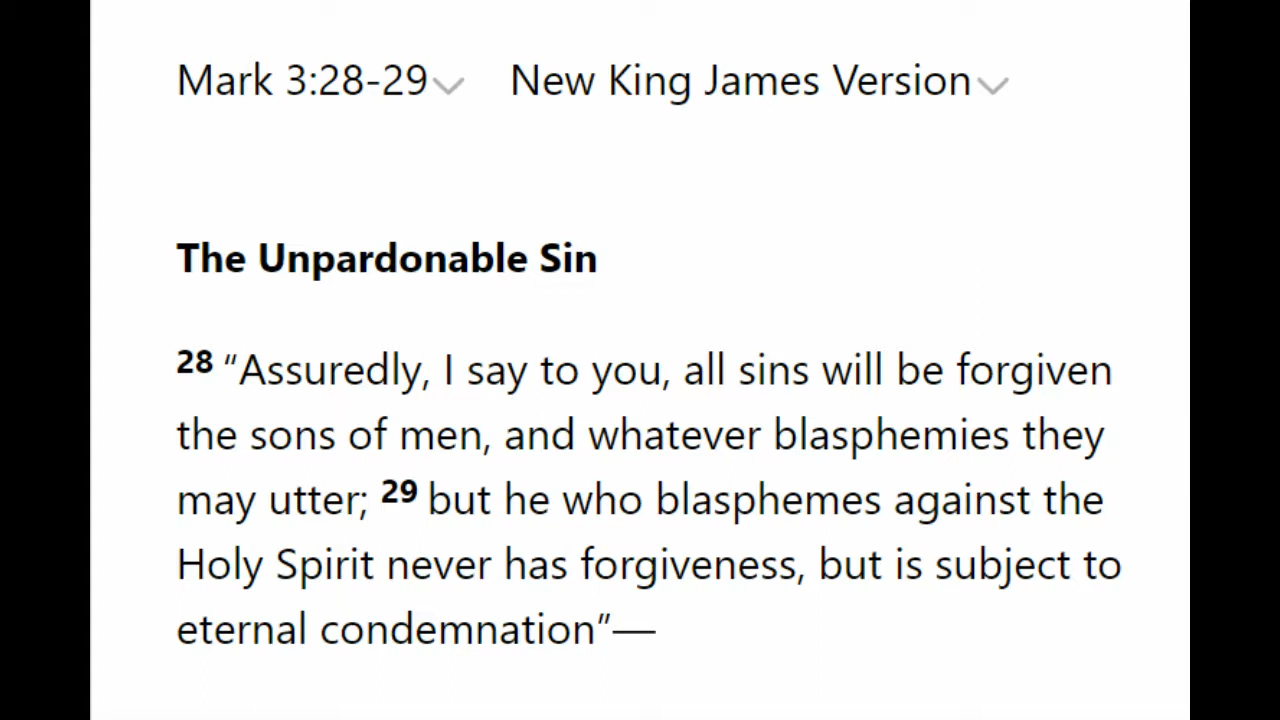 Mark 3:28-29 New King James Version
The Unpardonable Sin
28 “Assuredly, I say to you, all sins will be forgiven
the sons of men, and whatever blasphemies they
may utter; 29 but he who blasphemes against the
Holy Spirit never has forgiveness, but is subject to
eternal condemnation”—